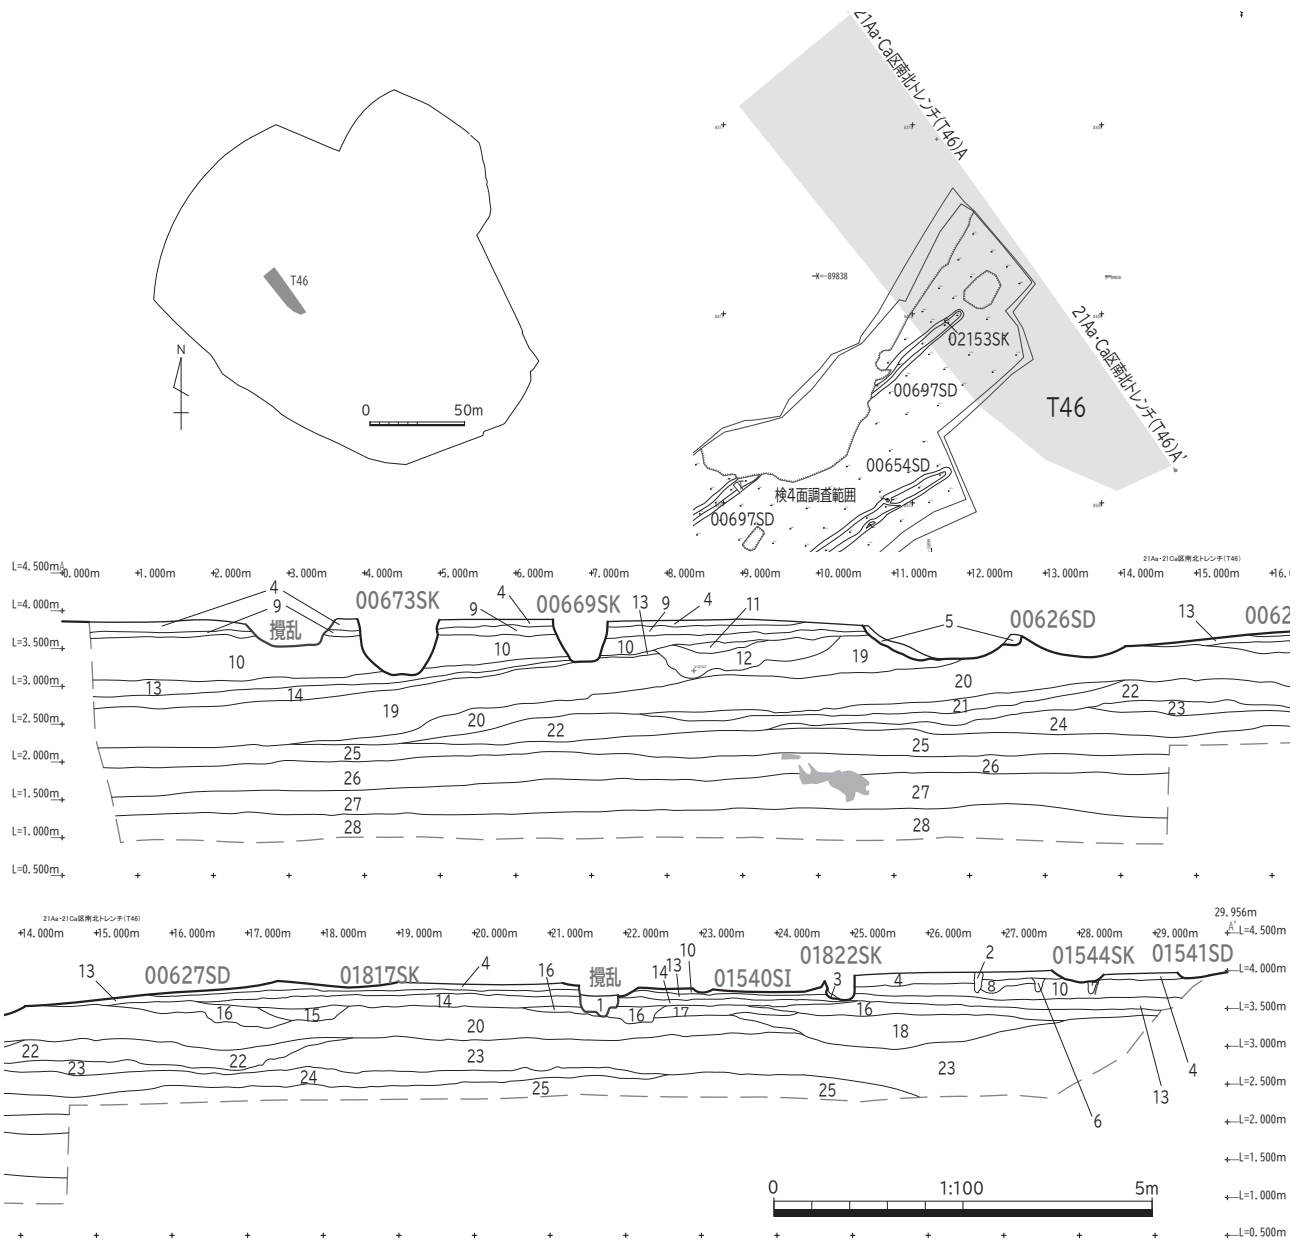 T46
N
0 50m
21Aa・Ca区南北トレンチ(T46)A
X=-89838
02153SK
21Aa・Ca区南北トレンチ(T46)A'
00697SD
T46
00654SD
検4面調査範囲
00697SD
21Aa・21Ca区南北トレンチ(T46)
L=4.500m A 0.000m 1.000m 2.000m 3.000m 4.000m 5.000m 6.000m 7.000m 8.000m 9.000m 10.000m 11.000m 12.000m 13.000m 14.000m 15.000m 16.0
L=4.000m 4 00673SK 4 00669SK 13 9 4 11 5 00626SD 13 0062
9 攪乱 9
L=3.500m 10 10 10 12 19
L=3.000m 13 14 20 22
19 21 23
L=2.500m 20 22 24
L=2.000m 25 25
26 26
L=1.500m 27 27
L=1.000m 28 28
L=0.500m
21Aa・21Ca区南北トレンチ(T46) 29.956m
14.000m 15.000m 16.000m 17.000m 18.000m 19.000m 20.000m 21.000m 22.000m 23.000m 24.000m 25.000m 26.000m 27.000m 28.000m 29.000m A' L=4.500m
13 00627SD 01817SK 4 16 攪乱 14 13 10 01540SI 01822SK 2 01544SK 01541SD
L=4.000m
3 4 8 10
14 1
16 15 16 17 16 L=3.500m
20 18
22 22 23 23 L=3.000m
23 4
24 25 25 13 L=2.500m
6 L=2.000m
L=1.500m
0 1:100 5m
L=1.000m
L=0.500m